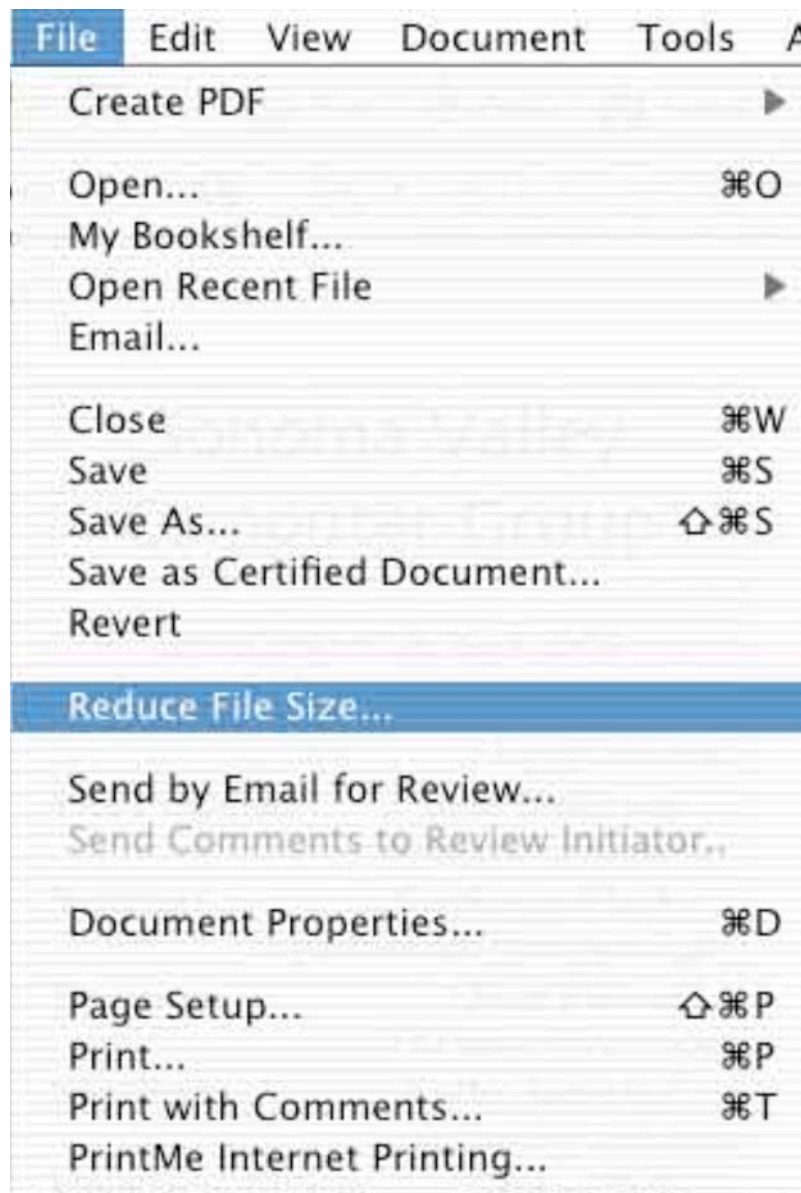 File Edit View Document Tools A
Create PDF ▶
Open... ⌘O
My Bookshelf...
Open Recent File ▶
Email...
Close ⌘W
Save ⌘S
Save As... ⇧⌘S
Save as Certified Document...
Revert
Reduce File Size...
Send by Email for Review...
Send Comments to Review Initiator..
Document Properties... ⌘D
Page Setup... ⇧⌘P
Print... ⌘P
Print with Comments... ⌘T
PrintMe Internet Printing...